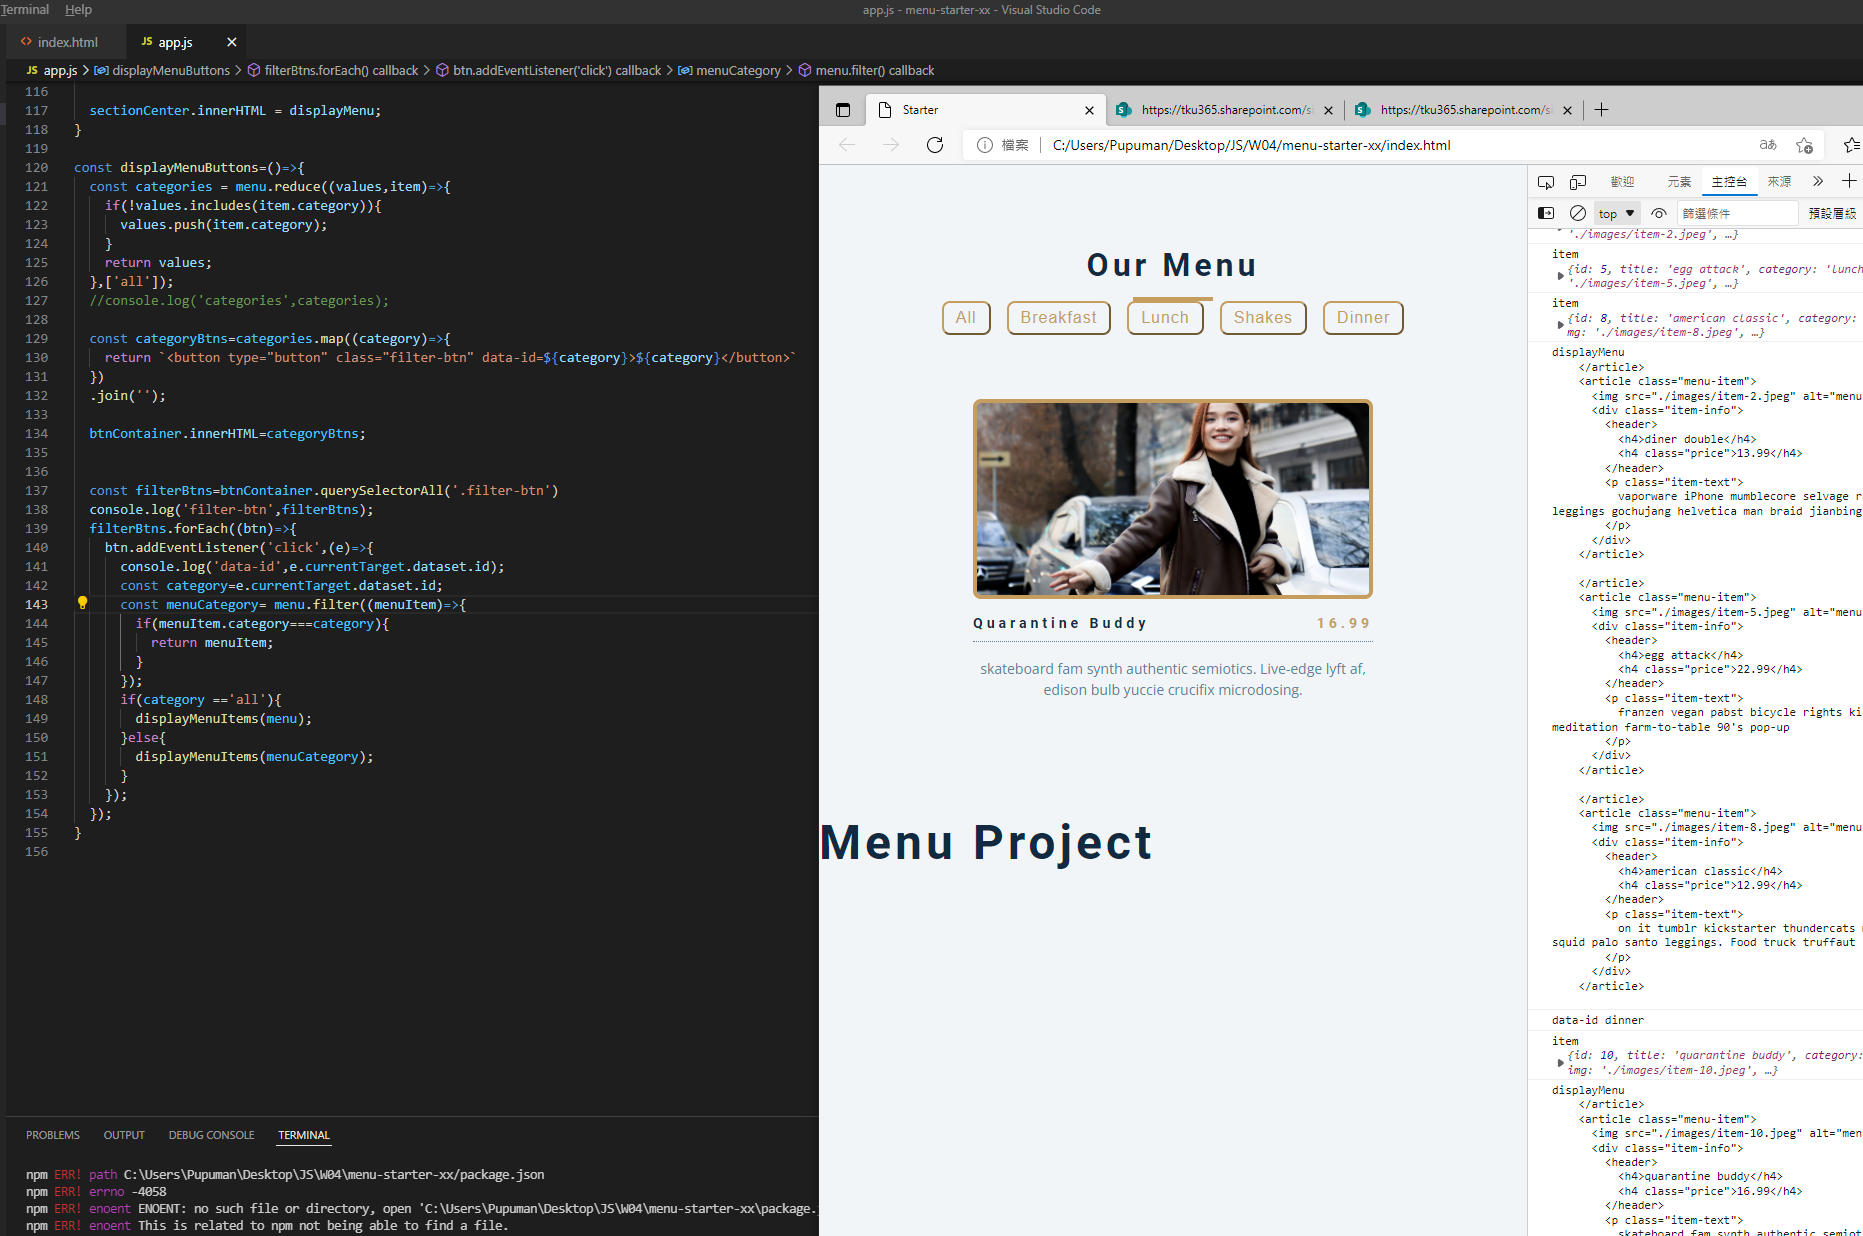 Terminal Help
app.js - menu-starter-xx - Visual Studio Code
index.html
JS app.js
JS app.js > displayMenuButtons > filterBtns.forEach() callback > btn.addEventListener('click') callback > menuCategory > menu.filter() callback
116
117 sectionCenter.innerHTML = displayMenu;
118 }
119
120 const displayMenuButtons=()=>{
121 const categories = menu.reduce((values,item)=>{
122 if(!values.includes(item.category)){
123 values.push(item.category);
124 }
125 return values;
126 },['all']);
127 //console.log('categories',categories);
128
129 const categoryBtns=categories.map((category)=>{
130 return `<button type="button" class="filter-btn" data-id=${category}>${category}</button>`
131 })
132 .join('');
133
134 btnContainer.innerHTML=categoryBtns;
135
136
137 const filterBtns=btnContainer.querySelectorAll('.filter-btn')
138 console.log('filter-btn',filterBtns);
139 filterBtns.forEach((btn)=>{
140 btn.addEventListener('click',(e)=>{
141 console.log('data-id',e.currentTarget.dataset.id);
142 const category=e.currentTarget.dataset.id;
143 const menuCategory= menu.filter((menuItem)=>{
144 if(menuItem.category===category){
145 return menuItem;
146 }
147 });
148 if(category =='all'){
149 displayMenuItems(menu);
150 }else{
151 displayMenuItems(menuCategory);
152 }
153 });
154 });
155 }
156
PROBLEMS OUTPUT DEBUG CONSOLE TERMINAL
npm ERR! path C:\Users\Pupuman\Desktop\JS\W04\menu-starter-xx/package.json
npm ERR! errno -4058
npm ERR! enoent ENOENT: no such file or directory, open 'C:\Users\Pupuman\Desktop\JS\W04\menu-starter-xx\package.
npm ERR! enoent This is related to npm not being able to find a file.
Starter
https://tku365.sharepoint.com/s
https://tku365.sharepoint.com/s
檔案 C:/Users/Pupuman/Desktop/JS/W04/menu-starter-xx/index.html
Our Menu
All Breakfast Lunch Shakes Dinner
Quarantine Buddy 16.99
skateboard fam synth authentic semiotics. Live-edge lyft af,
edison bulb yuccie crucifix microdosing.
Menu Project
歡迎 元素 主控台 來源
top 篩選條件 預設層級
'./images/item-2.jpeg', …}
item
{id: 5, title: 'egg attack', category: 'lunch
'./images/item-5.jpeg', …}
item
{id: 8, title: 'american classic', category:
mg: './images/item-8.jpeg', …}
displayMenu
</article>
<article class="menu-item">
<img src="./images/item-2.jpeg" alt="menu
<div class="item-info">
<header>
<h4>diner double</h4>
<h4 class="price">13.99</h4>
</header>
<p class="item-text">
vaporware iPhone mumblecore selvage
leggings gochujang helvetica man braid jianbing
</p>
</div>
</article>
</article>
<article class="menu-item">
<img src="./images/item-5.jpeg" alt="menu
<div class="item-info">
<header>
<h4>egg attack</h4>
<h4 class="price">22.99</h4>
</header>
<p class="item-text">
franzen vegan pabst bicycle rights
meditation farm-to-table 90's pop-up
</p>
</div>
</article>
</article>
<article class="menu-item">
<img src="./images/item-8.jpeg" alt="menu
<div class="item-info">
<header>
<h4>american classic</h4>
<h4 class="price">12.99</h4>
</header>
<p class="item-text">
on it tumblr kickstarter thundercats
squid palo santo leggings. Food truck truffaut
</p>
</div>
</article>
data-id dinner
item
{id: 10, title: 'quarantine buddy', category:
img: './images/item-10.jpeg', …}
displayMenu
</article>
<article class="menu-item">
<img src="./images/item-10.jpeg" alt="men
<div class="item-info">
<header>
<h4>quarantine buddy</h4>
<h4 class="price">16.99</h4>
</header>
<p class="item-text">
skateboard fam synth authentic semiot